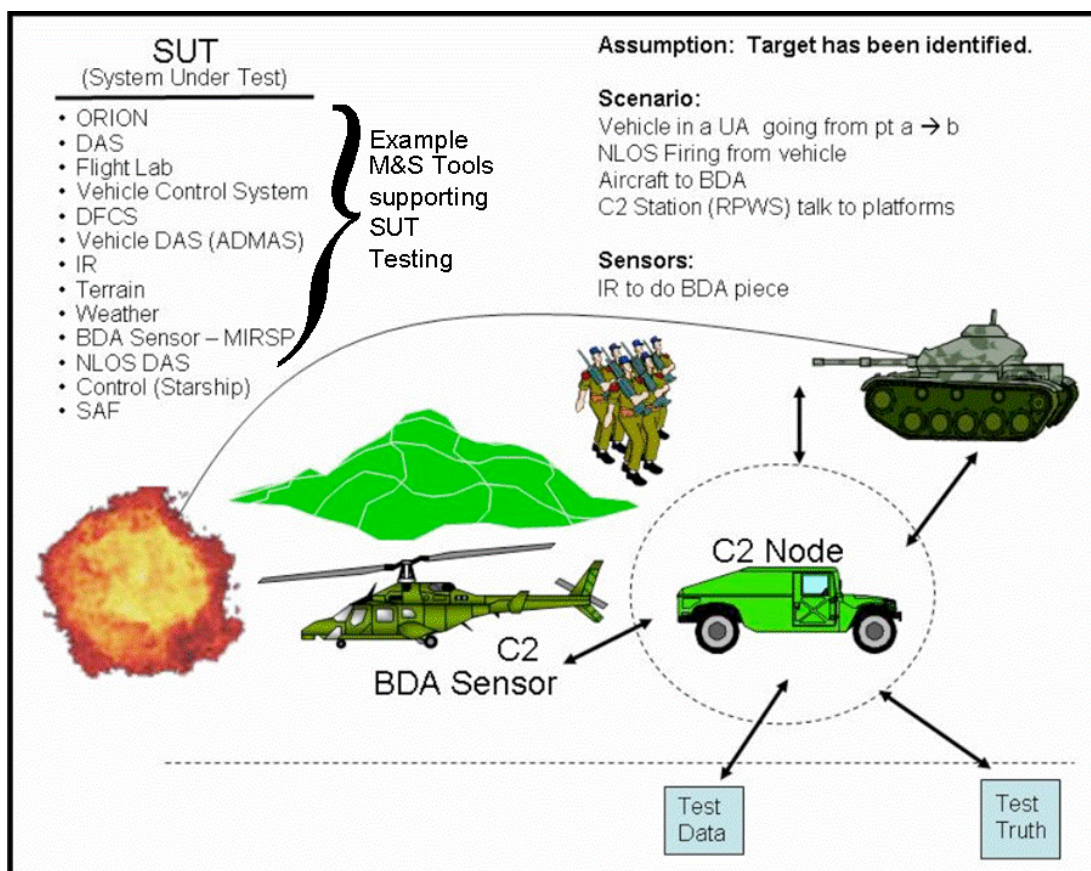 SUT
(System Under Test)
• ORION
• DAS
• Flight Lab
• Vehicle Control System
• DFCS
• Vehicle DAS (ADMAS)
• IR
• Terrain
• Weather
• BDA Sensor – MIRSP
• NLOS DAS
• Control (Starship)
• SAF
Example
M&S Tools
supporting
SUT
Testing
Assumption: Target has been identified.
Scenario:
Vehicle in a UA going from pt a → b
NLOS Firing from vehicle
Aircraft to BDA
C2 Station (RPWS) talk to platforms
Sensors:
IR to do BDA piece
C2 Node
C2
BDA Sensor
Test
Data
Test
Truth